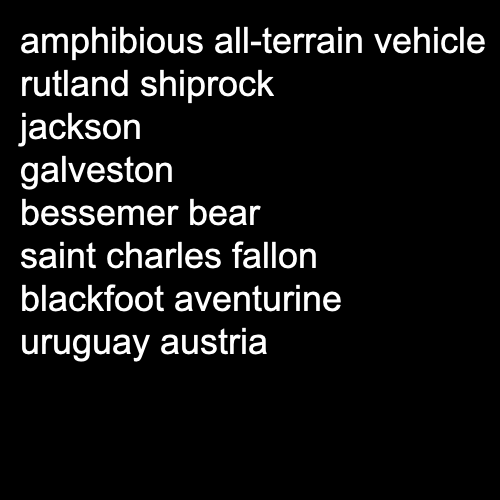 amphibious all-terrain vehicle
rutland shiprock
jackson
galveston
bessemer bear
saint charles fallon
blackfoot aventurine
uruguay austria